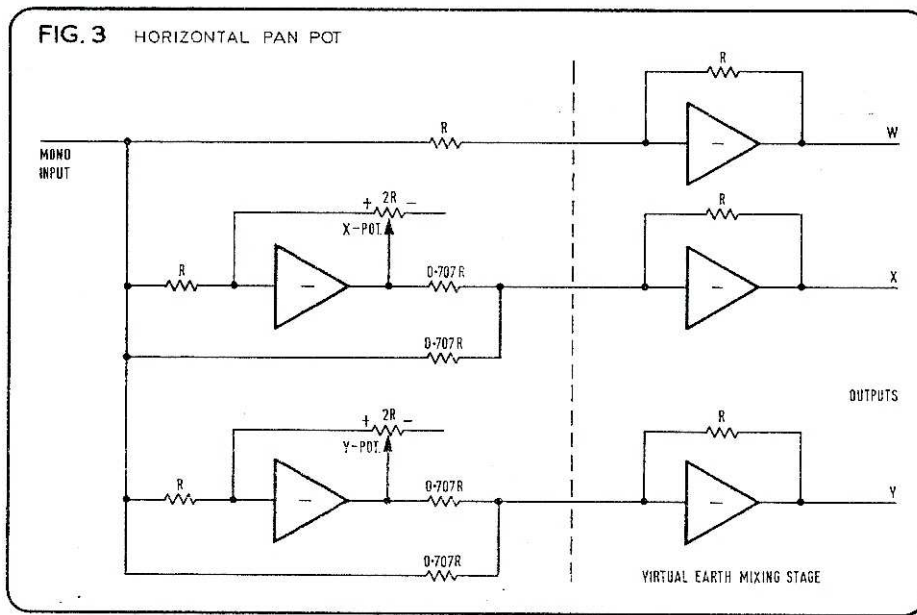 FIG. 3 HORIZONTAL PAN POT
R
W
MONO
INPUT
R
+ 2R -
X-POT.
R
0·707R
R
X
0·707R
OUTPUTS
+ 2R -
Y-POT.
R
0·707R
R
Y
0·707R
VIRTUAL EARTH MIXING STAGE